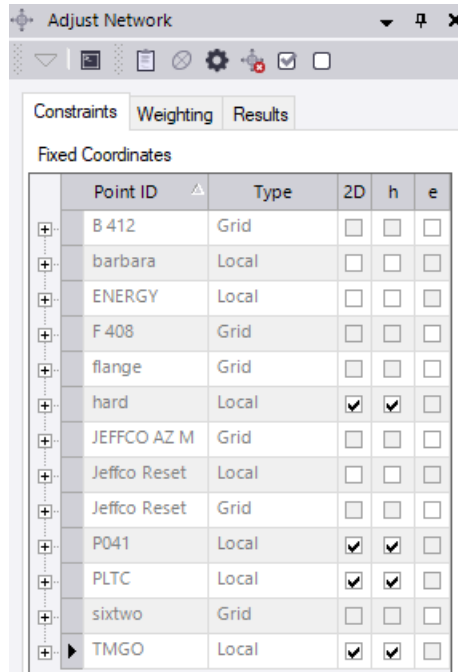 Adjust Network
Constraints Weighting Results
Fixed Coordinates
Point ID Type 2D h e
B 412 Grid
barbara Local
ENERGY Local
F 408 Grid
flange Grid
hard Local
JEFFCO AZ M Grid
Jeffco Reset Local
Jeffco Reset Grid
P041 Local
PLTC Local
sixtwo Grid
TMGO Local